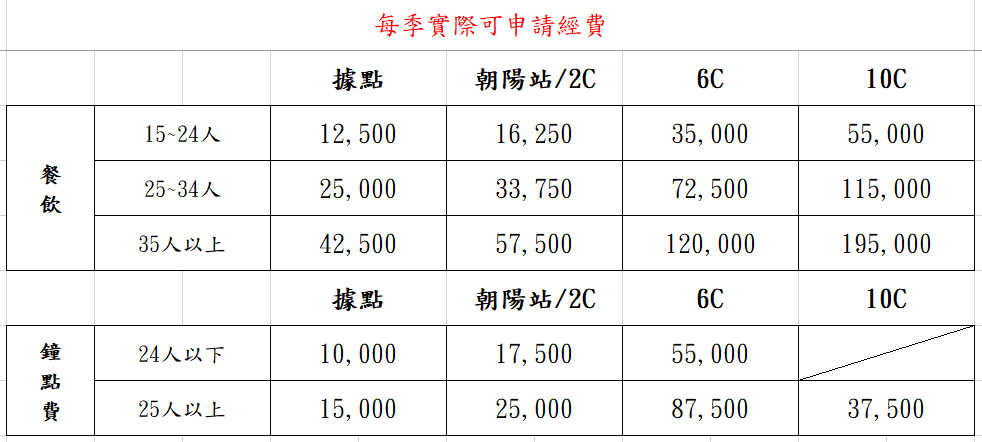 每季實際可申請經費
據點 朝陽站/2C 6C 10C
餐飲
15~24人 12,500 16,250 35,000 55,000
25~34人 25,000 33,750 72,500 115,000
35人以上 42,500 57,500 120,000 195,000
據點 朝陽站/2C 6C 10C
鐘點費
24人以下 10,000 17,500 55,000
25人以上 15,000 25,000 87,500 37,500